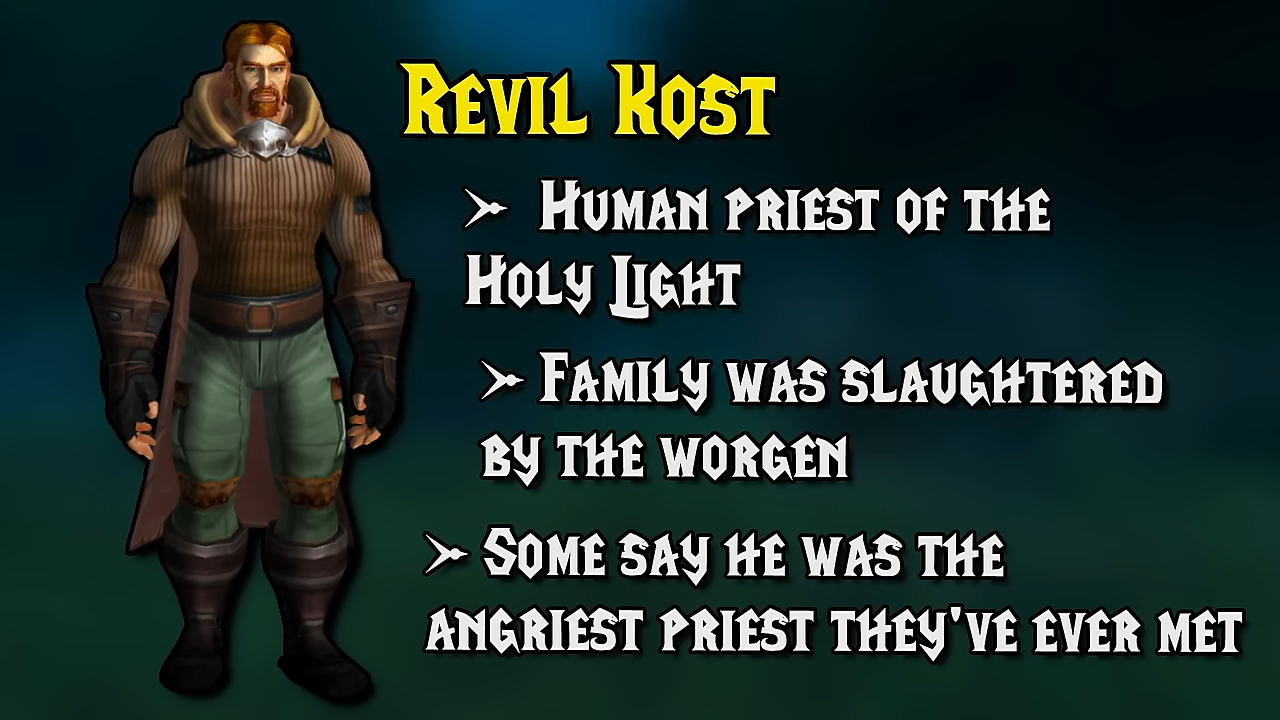 Revil Kost
➤ Human priest of the
Holy Light
➤ Family was slaughtered
by the worgen
➤ Some say he was the
angriest priest they've ever met